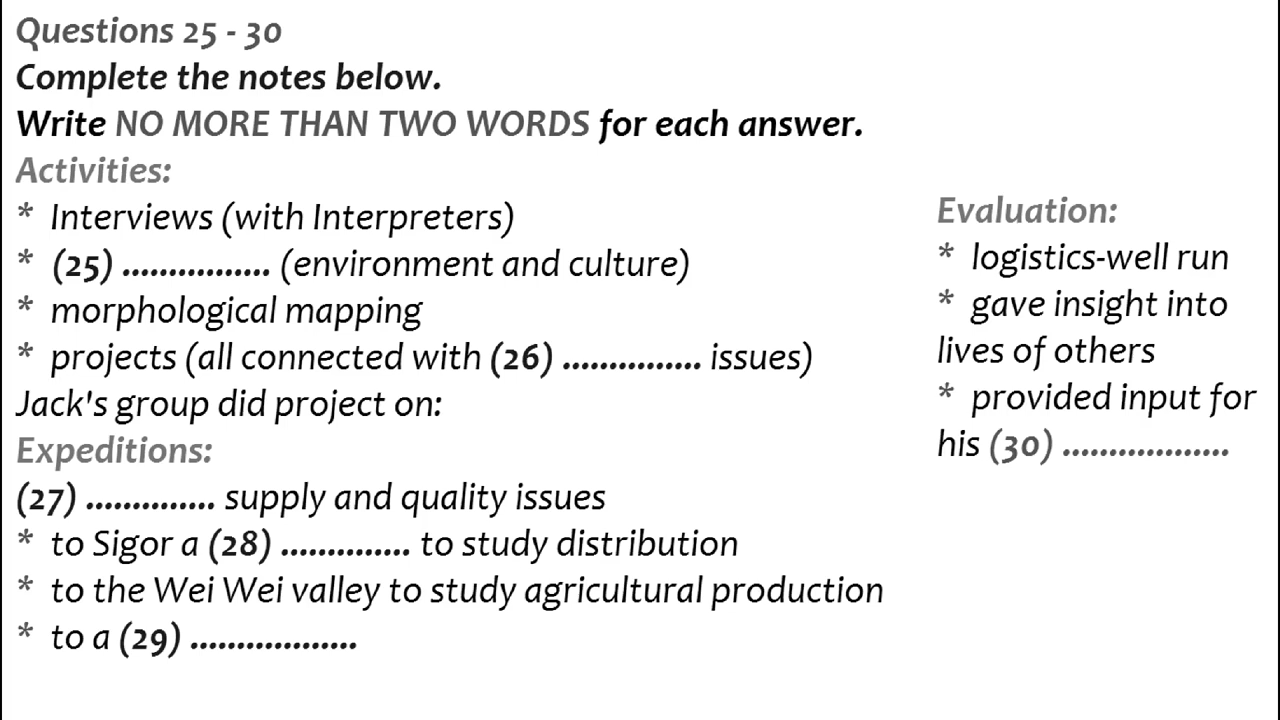 Questions 25 - 30
Complete the notes below.
Write NO MORE THAN TWO WORDS for each answer.
Activities:
* Interviews (with Interpreters)
* (25) ................ (environment and culture)
* morphological mapping
* projects (all connected with (26) ............... issues)
Jack's group did project on:
Expeditions:
(27) .............. supply and quality issues
* to Sigor a (28) .............. to study distribution
* to the Wei Wei valley to study agricultural production
* to a (29) ..................
Evaluation:
* logistics-well run
* gave insight into
lives of others
* provided input for
his (30) ..................